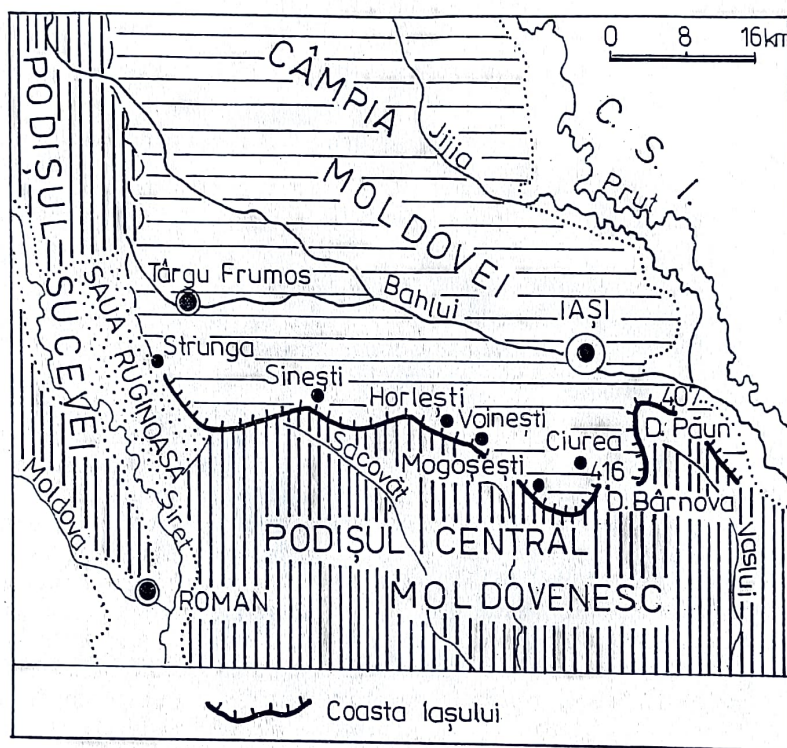 0 8 16km
CÂMPIA
MOLDOVEI
PODIȘUL
SUCEVEI
C. S. I.
Jijia
Prut
Târgu Frumos
Bahlui
IAȘI
ȘAUA RUGINOASA
Strunga
Sinești
Horlești
Voinești
407
D. Păun
Ciurea
416
Mogoșești
D. Bârnova
Sacovăț
Siret
Moldova
PODIȘUL CENTRAL
MOLDOVENESC
Vaslui
ROMAN
Coasta Iașului